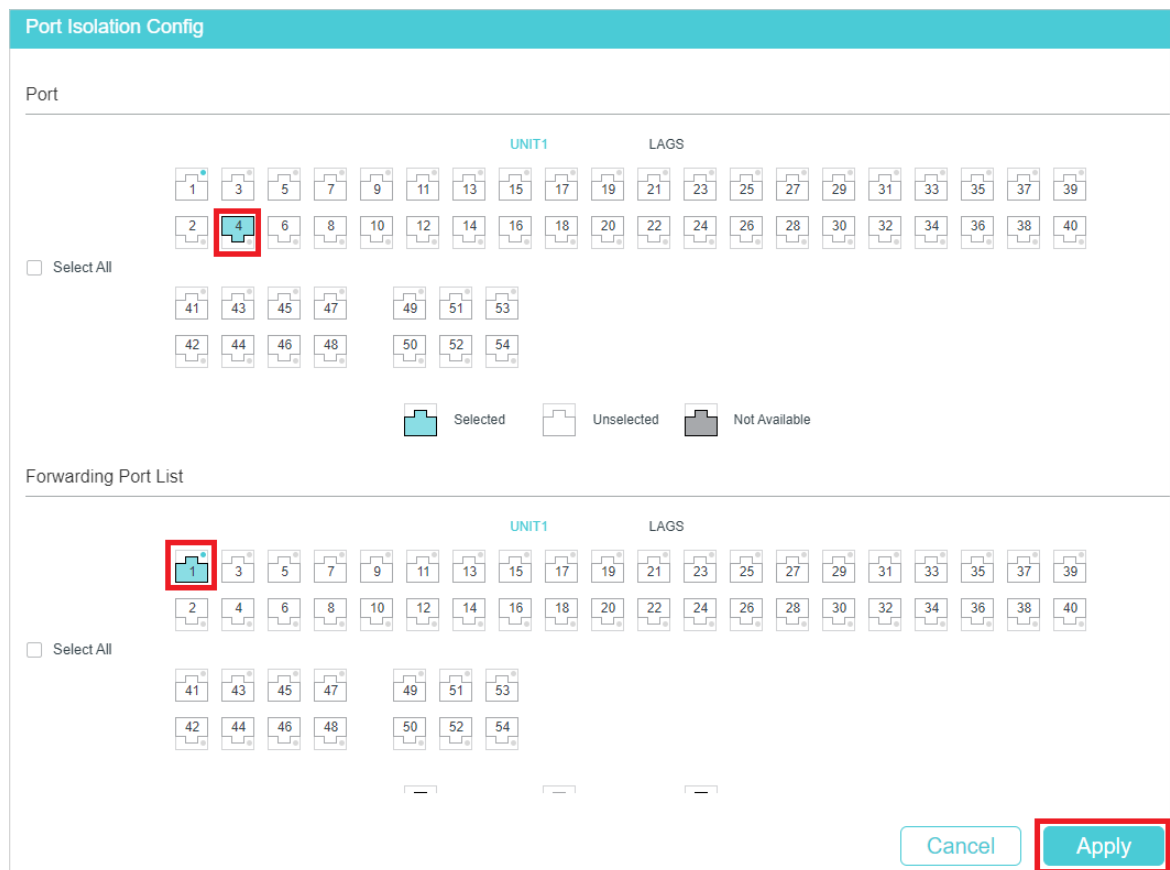 Port Isolation Config
Port
UNIT1 LAGS
1 3 5 7 9 11 13 15 17 19 21 23 25 27 29 31 33 35 37 39
2 4 6 8 10 12 14 16 18 20 22 24 26 28 30 32 34 36 38 40
Select All
41 43 45 47 49 51 53
42 44 46 48 50 52 54
Selected Unselected Not Available
Forwarding Port List
UNIT1 LAGS
1 3 5 7 9 11 13 15 17 19 21 23 25 27 29 31 33 35 37 39
2 4 6 8 10 12 14 16 18 20 22 24 26 28 30 32 34 36 38 40
Select All
41 43 45 47 49 51 53
42 44 46 48 50 52 54
Cancel Apply